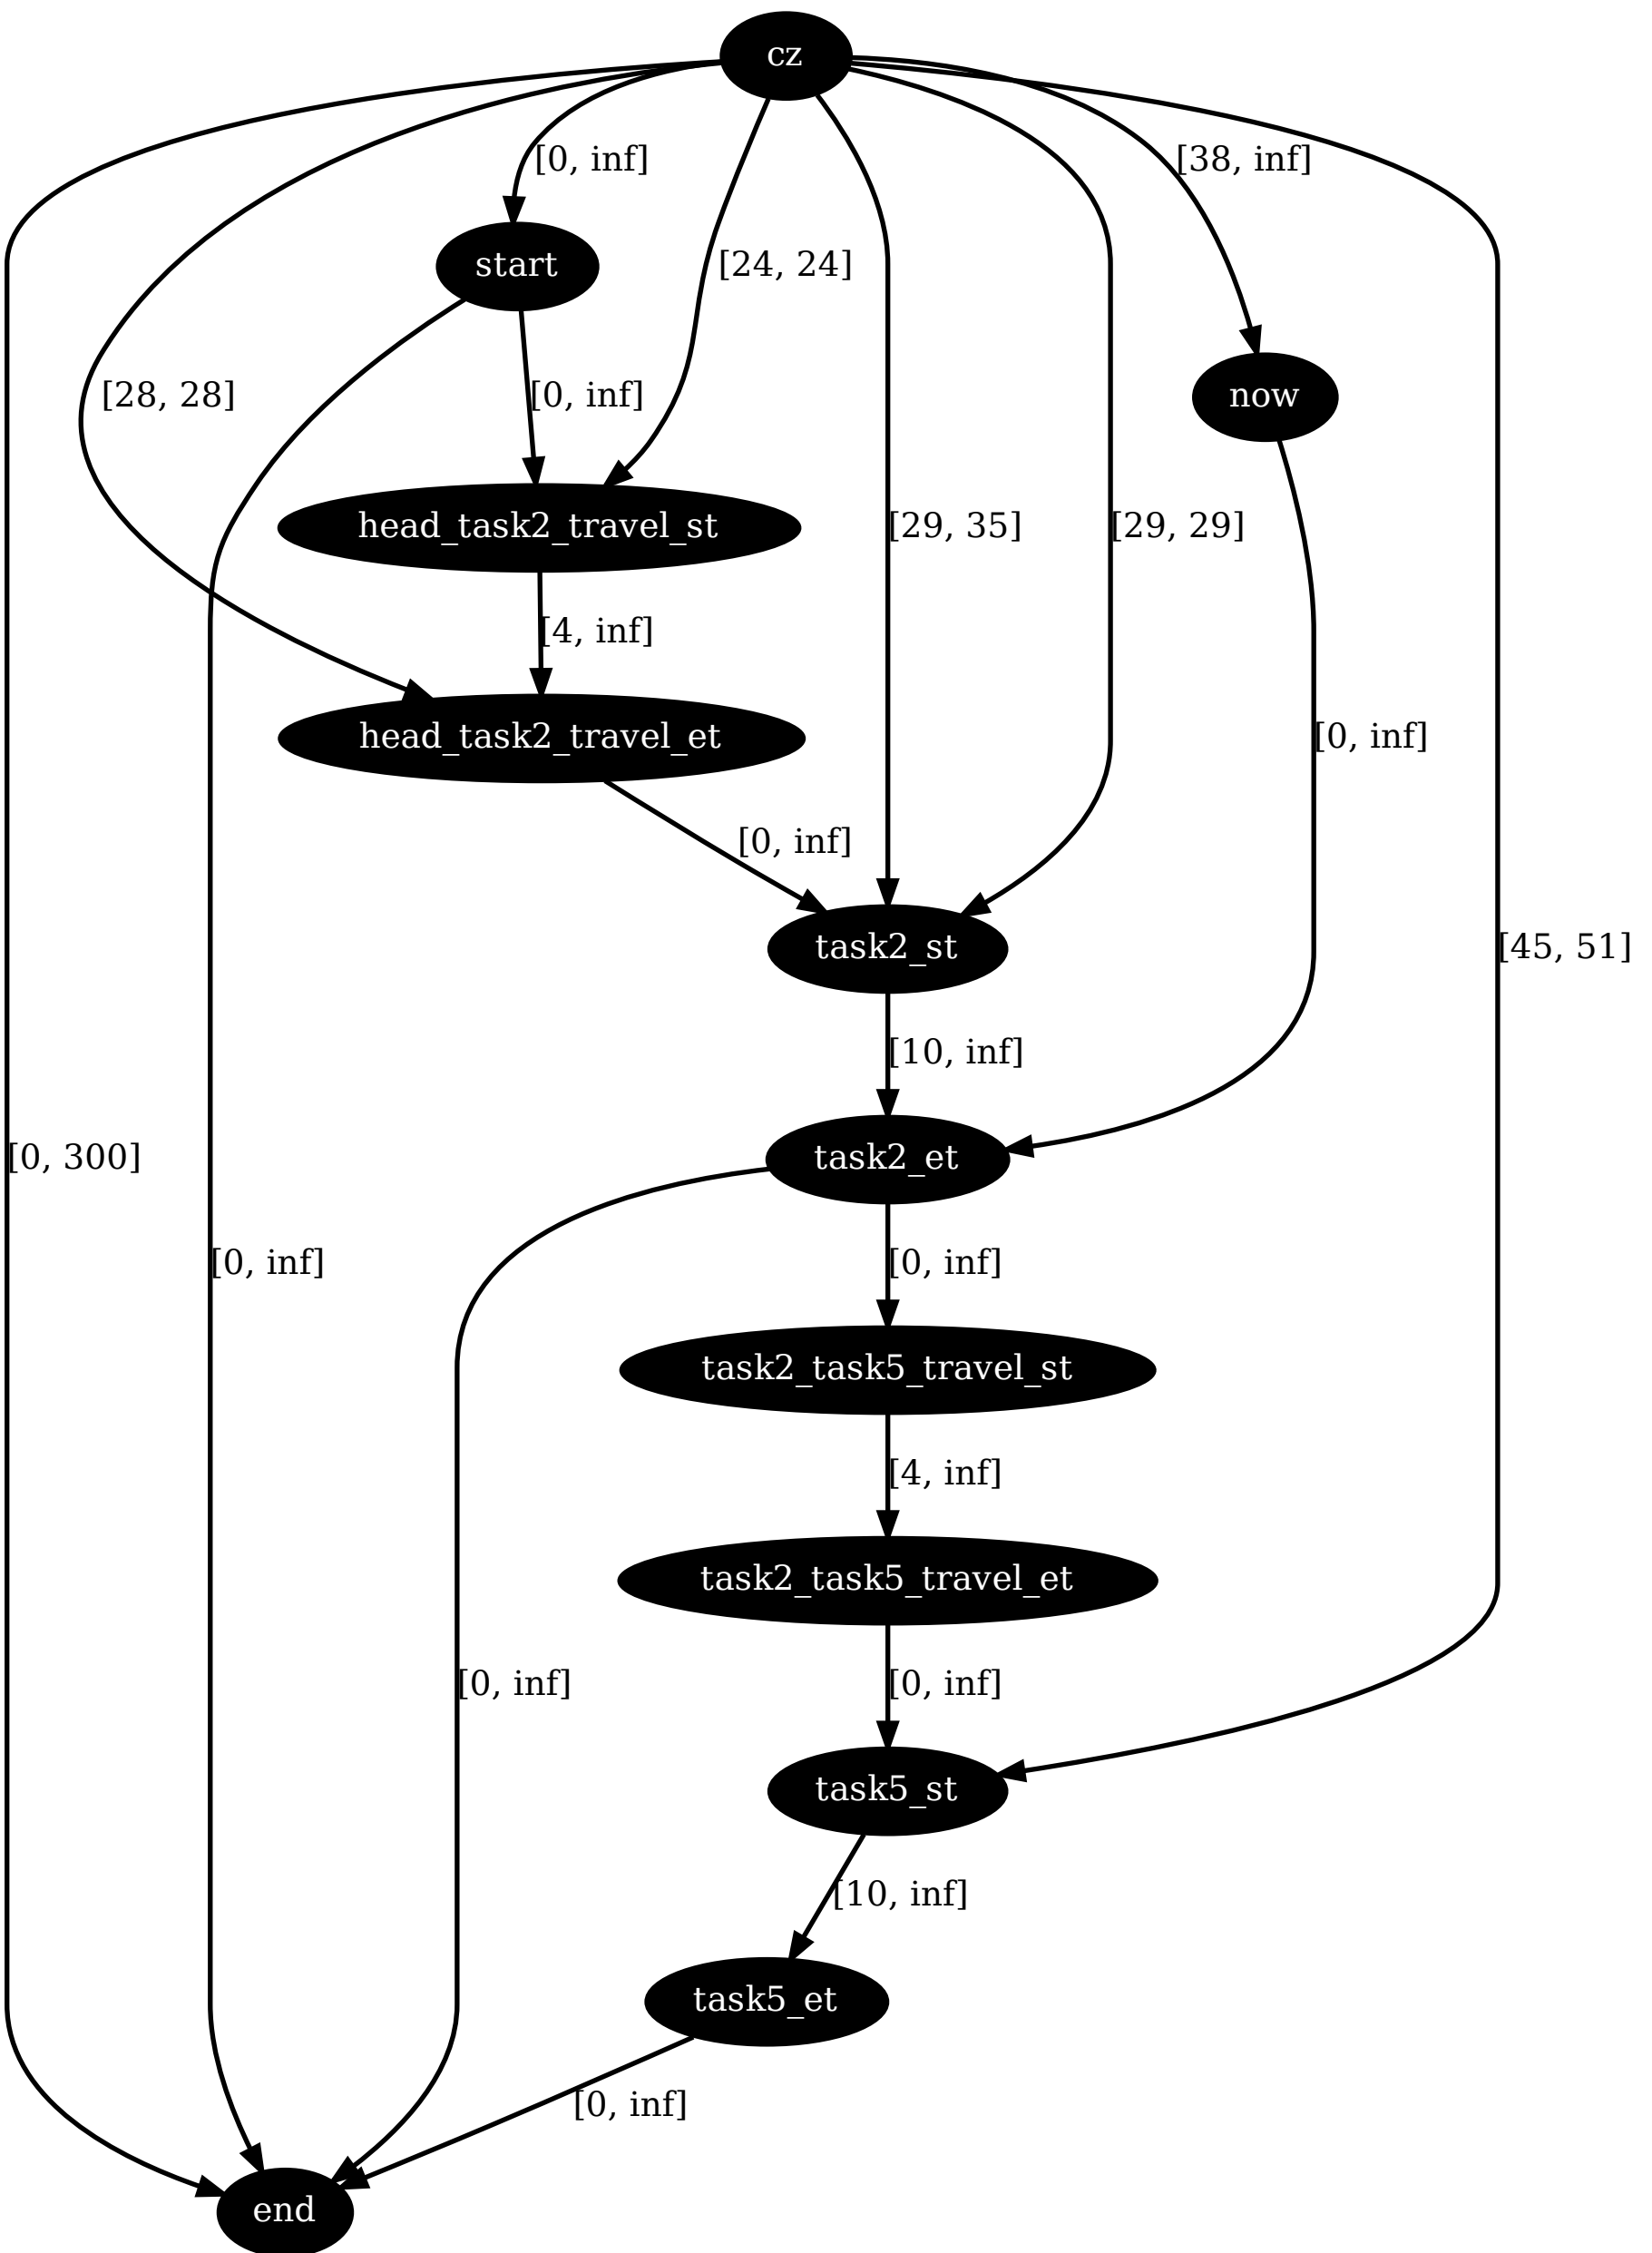 cz
[0, inf]
[38, inf]
start
[24, 24]
[28, 28]
[0, inf]
now
head_task2_travel_st
[29, 35]
[29, 29]
[4, inf]
head_task2_travel_et
[0, inf]
[0, inf]
task2_st
[45, 51]
[10, inf]
[0, 300]
task2_et
[0, inf]
[0, inf]
task2_task5_travel_st
[4, inf]
task2_task5_travel_et
[0, inf]
[0, inf]
task5_st
[10, inf]
task5_et
[0, inf]
end